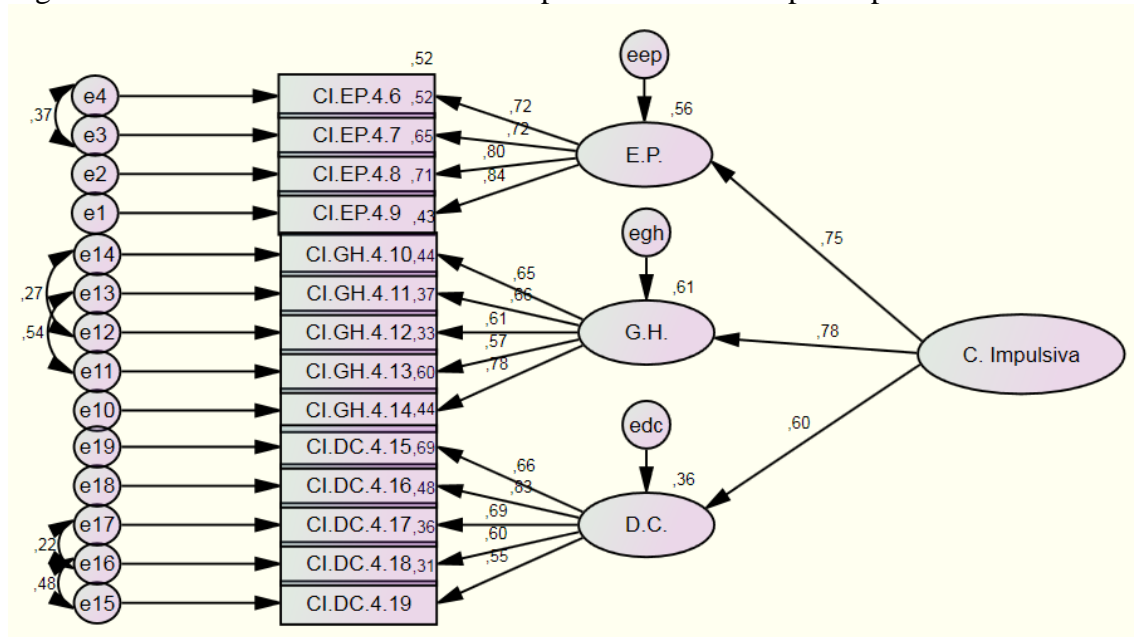 ,52
eep
e4
CI.EP.4.6 ,52
,72
,56
,37
e3
CI.EP.4.7 ,65
,72
E.P.
e2
CI.EP.4.8 ,71
,80
e1
CI.EP.4.9 ,43
,84
,75
egh
e14
CI.GH.4.10 ,44
,65
,61
,27
e13
CI.GH.4.11 ,37
,66
,54
e12
CI.GH.4.12 ,33
,61
G.H.
,78
C. Impulsiva
e11
CI.GH.4.13 ,60
,57
e10
CI.GH.4.14 ,44
,78
edc
,60
e19
CI.DC.4.15 ,69
,66
,36
e18
CI.DC.4.16 ,48
,83
e17
CI.DC.4.17 ,36
,69
D.C.
,22
e16
CI.DC.4.18 ,31
,60
,48
e15
CI.DC.4.19
,55